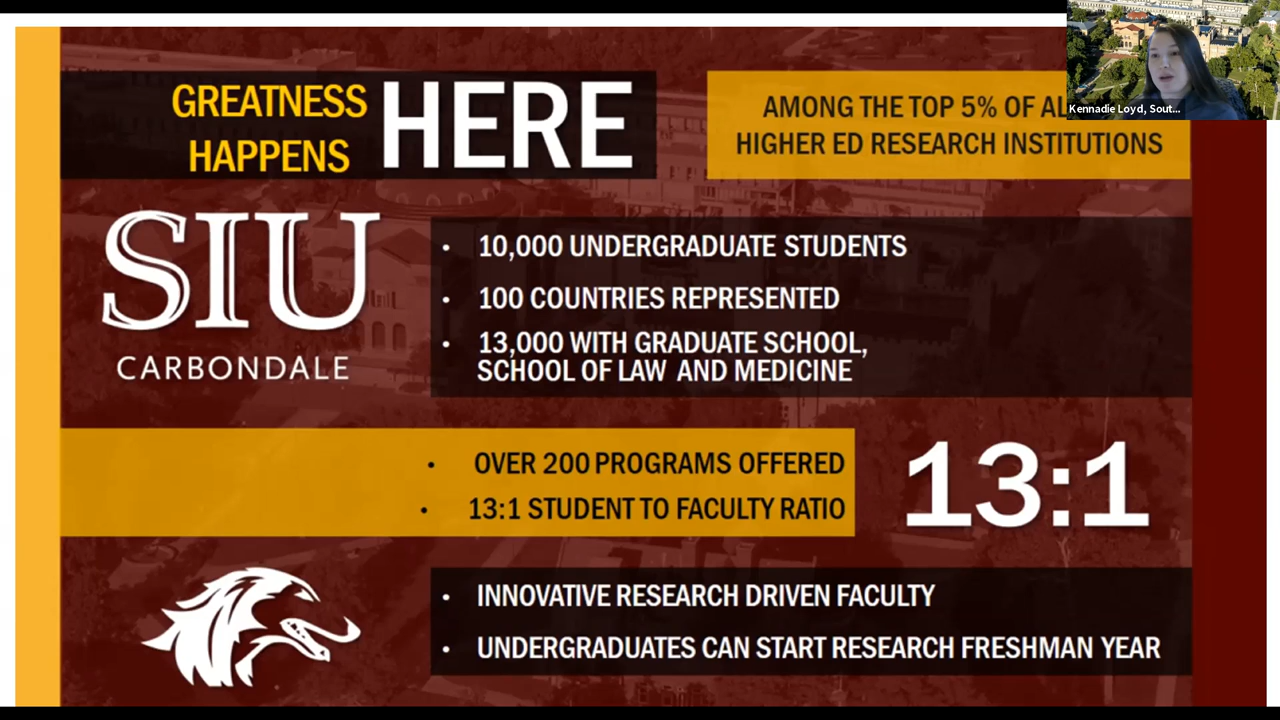 GREATNESS
HAPPENS
HERE
AMONG THE TOP 5% OF
HIGHER ED RESEARCH INSTITUTIONS
Kennadie Loyd, Sout...
SIU
CARBONDALE
• 10,000 UNDERGRADUATE STUDENTS
• 100 COUNTRIES REPRESENTED
• 13,000 WITH GRADUATE SCHOOL,
SCHOOL OF LAW AND MEDICINE
• OVER 200 PROGRAMS OFFERED
• 13:1 STUDENT TO FACULTY RATIO
13:1
• INNOVATIVE RESEARCH DRIVEN FACULTY
• UNDERGRADUATES CAN START RESEARCH FRESHMAN YEAR